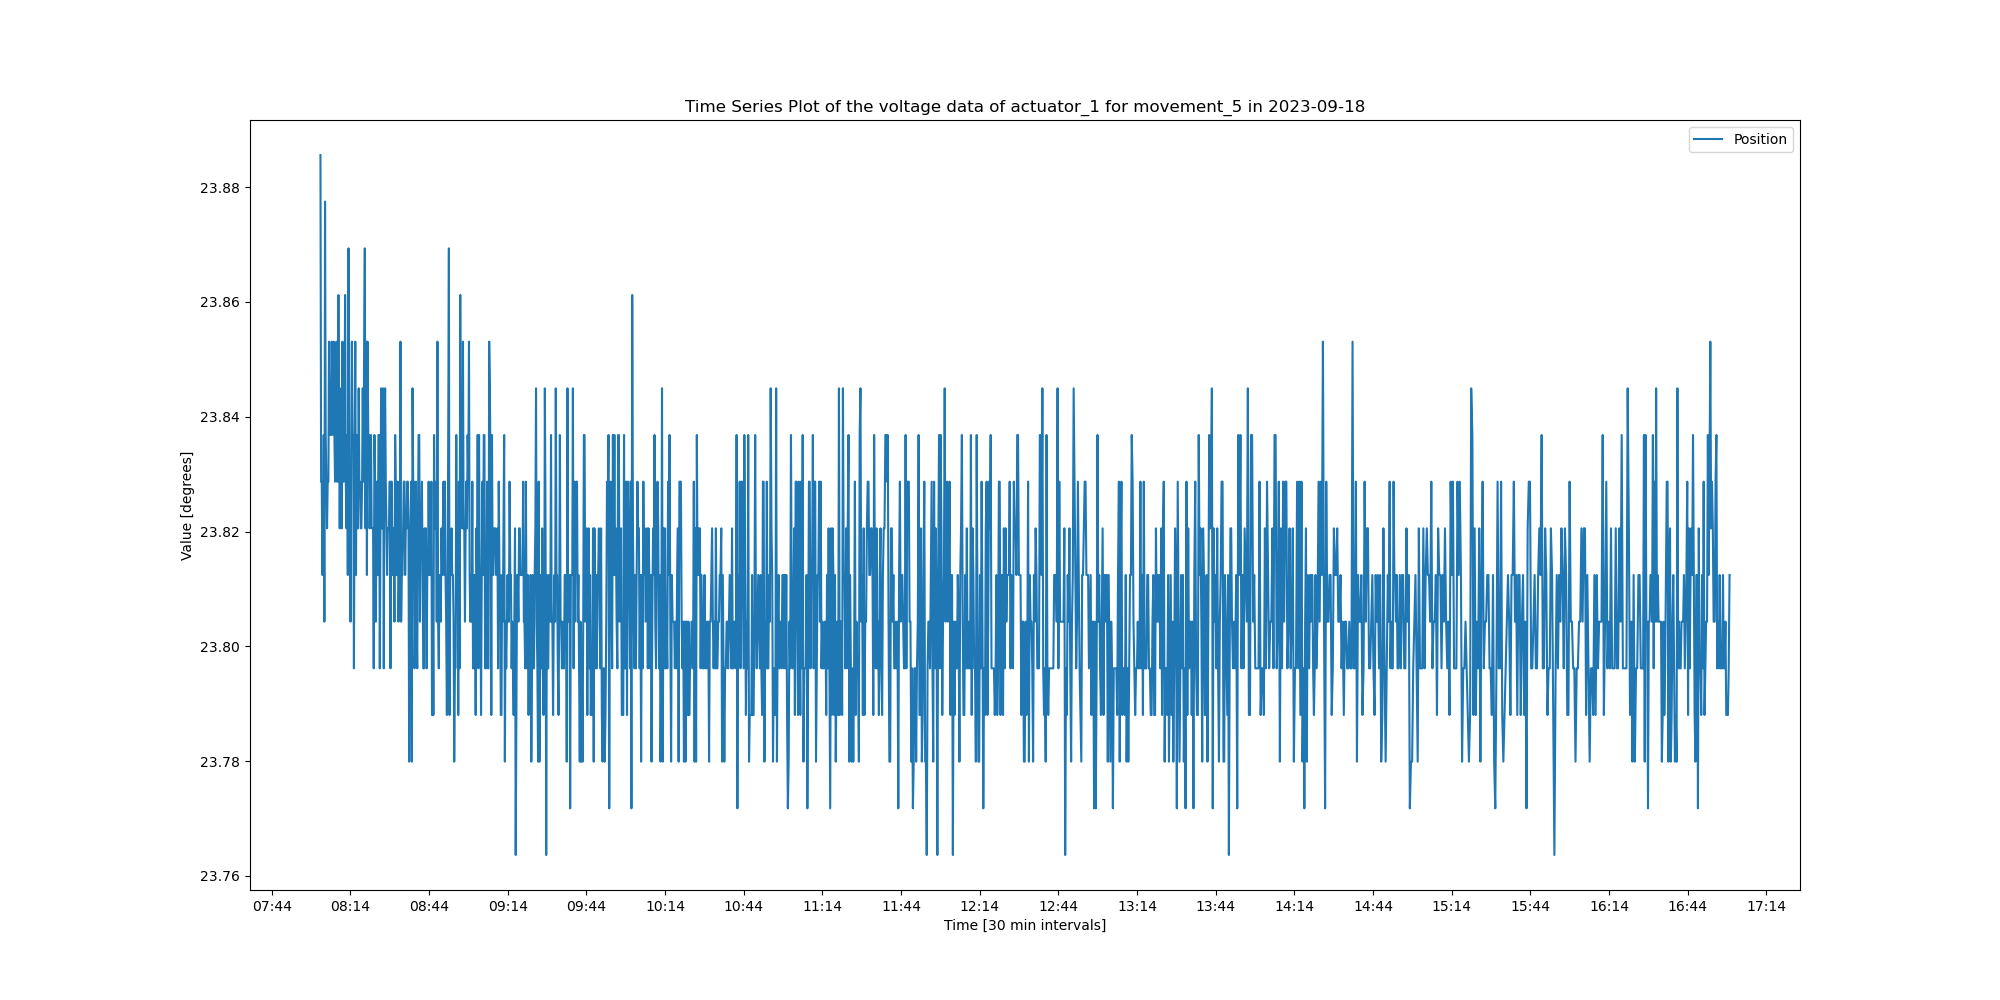 Time Series Plot of the voltage data of actuator_1 for movement_5 in 2023-09-18
Position
Value [degrees]
23.88
23.86
23.84
23.82
23.80
23.78
23.76
07:44 08:14 08:44 09:14 09:44 10:14 10:44 11:14 11:44 12:14 12:44 13:14 13:44 14:14 14:44 15:14 15:44 16:14 16:44 17:14
Time [30 min intervals]